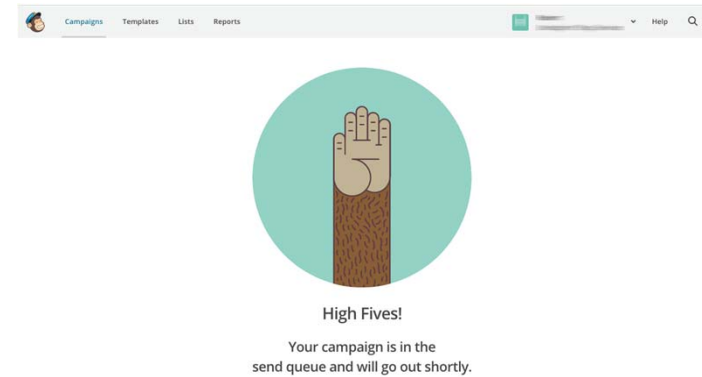 Campaigns Templates Lists Reports Help
High Fives!
Your campaign is in the
send queue and will go out shortly.